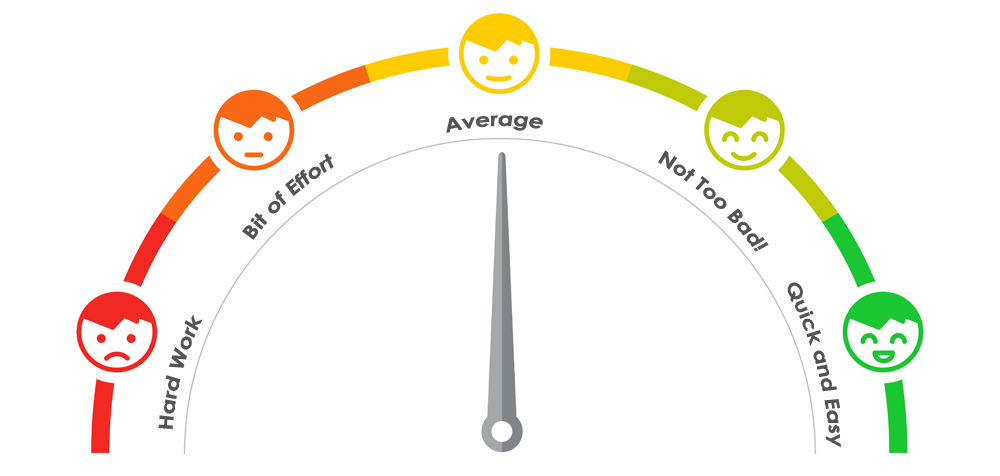 Hard Work
Bit of Effort
Average
Not Too Bad!
Quick and Easy